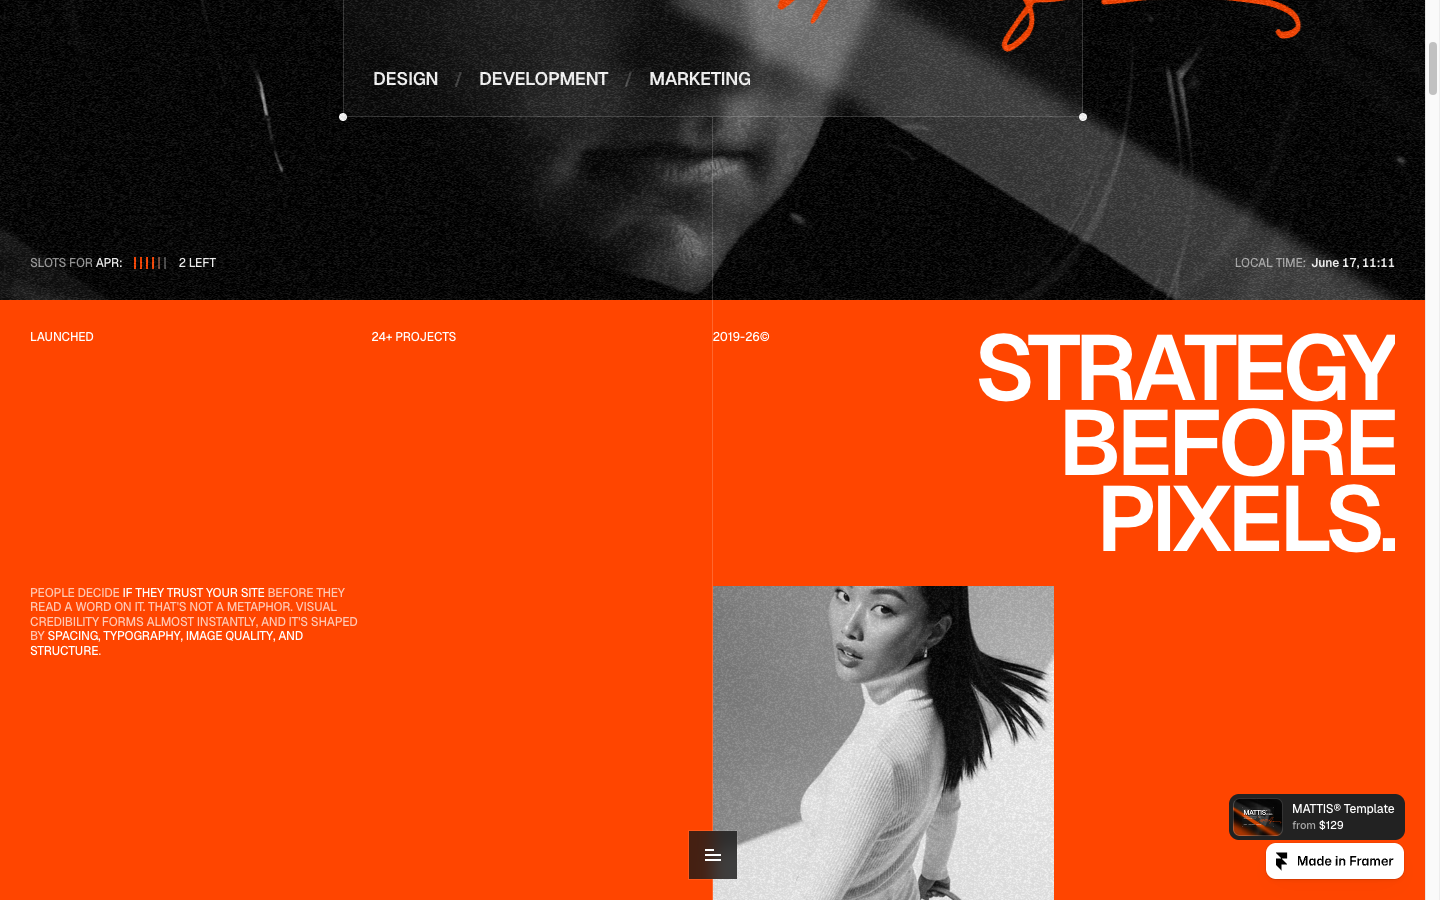 DESIGN / DEVELOPMENT / MARKETING
SLOTS FOR APR: 2 LEFT
LOCAL TIME: June 17, 11:11
LAUNCHED
24+ PROJECTS
2019-26©
STRATEGY
BEFORE
PIXELS.
PEOPLE DECIDE IF THEY TRUST YOUR SITE BEFORE THEY
READ A WORD ON IT. THAT'S NOT A METAPHOR. VISUAL
CREDIBILITY FORMS ALMOST INSTANTLY, AND IT'S SHAPED
BY SPACING, TYPOGRAPHY, IMAGE QUALITY, AND
STRUCTURE.
MATTIS
MATTIS® Template
from $129
Made in Framer